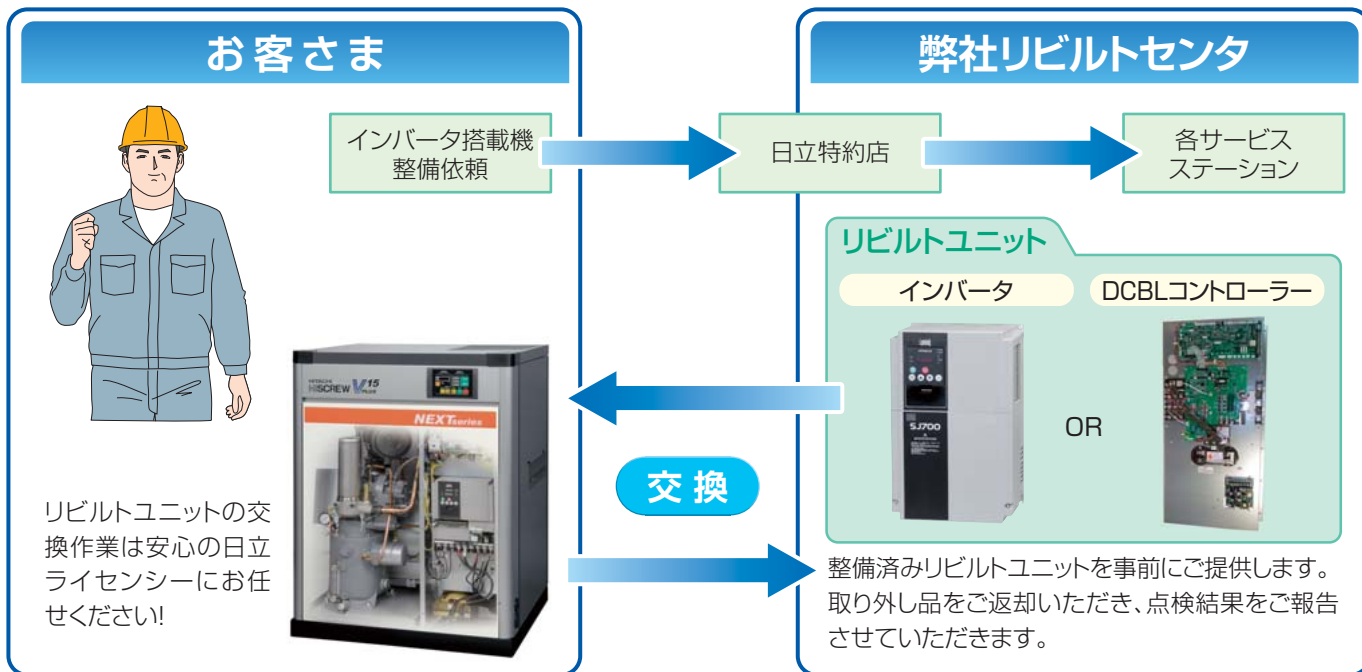 お客さま
弊社リビルトセンタ
インバータ搭載機
整備依頼
日立特約店
各サービス
ステーション
リビルトユニット
インバータ
DCBLコントローラー
OR
SJ700
HITACHI
HISCREW V15
PLUS
NEXTseries
交換
リビルトユニットの交
換作業は安心の日立
ライセンシーにお任
せください!
整備済みリビルトユニットを事前にご提供します。
取り外し品をご返却いただき、点検結果をご報告
させていただきます。